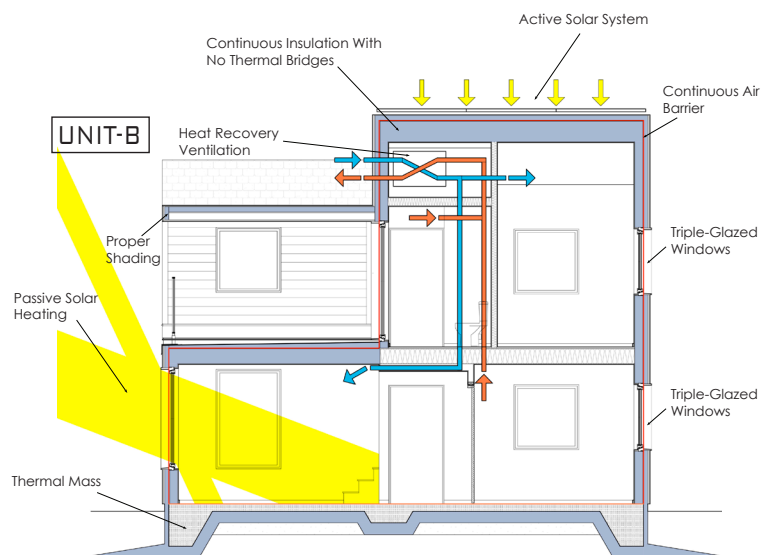 Active Solar System
Continuous Insulation With
No Thermal Bridges
Continuous Air
Barrier
UNIT-B
Heat Recovery
Ventilation
Proper
Shading
Triple-Glazed
Windows
Passive Solar
Heating
Triple-Glazed
Windows
Thermal Mass